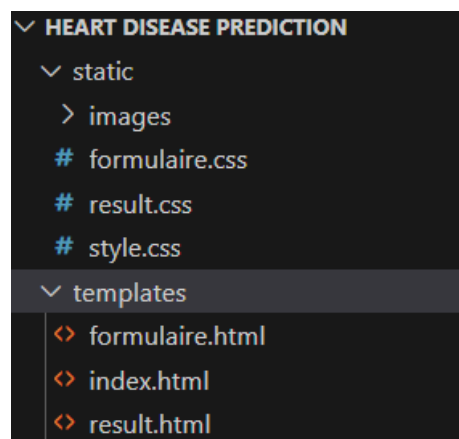 HEART DISEASE PREDICTION
static
images
# formulaire.css
# result.css
# style.css
templates
<> formulaire.html
<> index.html
<> result.html